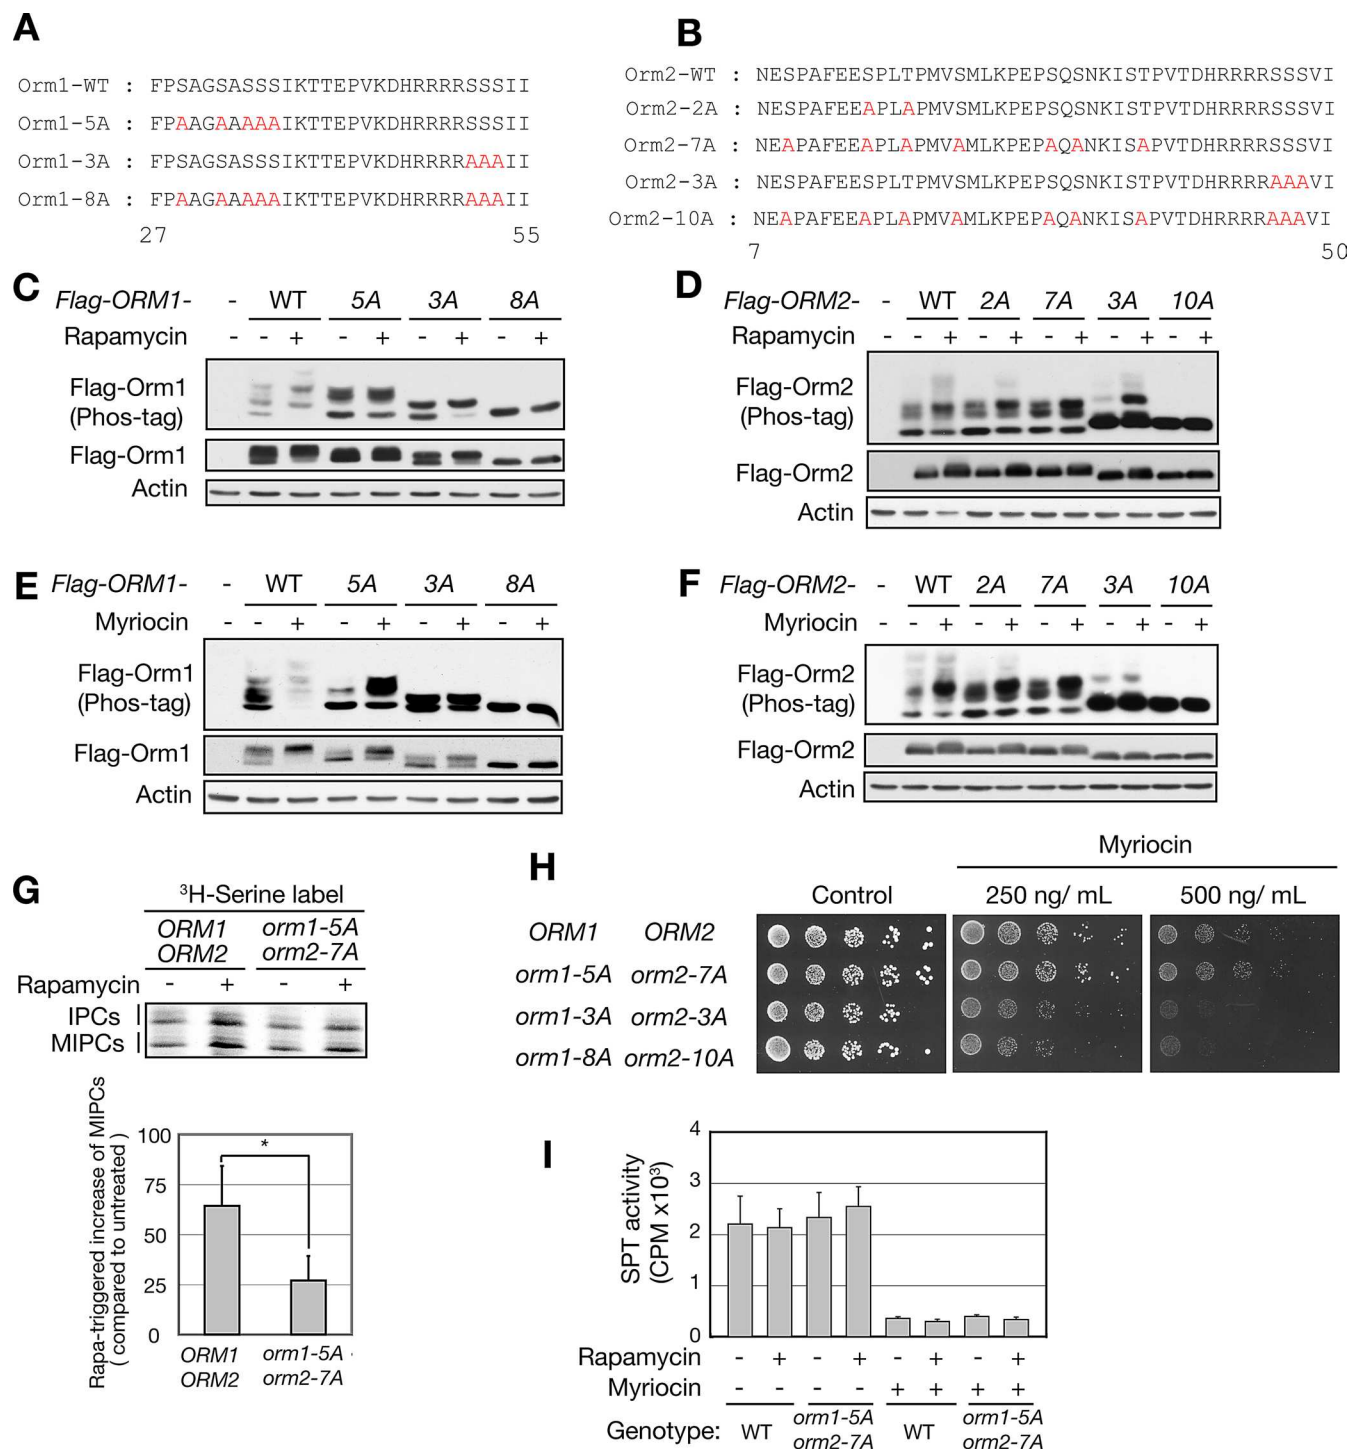 A
Orm1-WT : FPSAGSASSSIKTTEPVKDHRRRRSSSII
Orm1-5A : FPAAGAAAAAIKTTEPVKDHRRRRSSSII
Orm1-3A : FPSAGSASSSIKTTEPVKDHRRRRAAAII
Orm1-8A : FPAAGAAAAAIKTTEPVKDHRRRRAAAII
27 55
B
Orm2-WT : NESPAFEESPLTPMVSMLKPEPSQSNKISTPVTDHRRRRSSSVI
Orm2-2A : NESPAFEEAPLAPMVSMLKPEPSQSNKISTPVTDHRRRRSSSVI
Orm2-7A : NEAPAFEEAPLAPMVAMLKPEPAQANKISAPVTDHRRRRSSSVI
Orm2-3A : NESPAFEESPLTPMVSMLKPEPSQSNKISTPVTDHRRRRAAAVI
Orm2-10A : NEAPAFEEAPLAPMVAMLKPEPAQANKISAPVTDHRRRRAAAVI
7 50
C
Flag-ORM1- - WT 5A 3A 8A
Rapamycin - - + - + - + - +
Flag-Orm1
(Phos-tag)
Flag-Orm1
Actin
D
Flag-ORM2- - WT 2A 7A 3A 10A
Rapamycin - - + - + - + - + - +
Flag-Orm2
(Phos-tag)
Flag-Orm2
Actin
E
Flag-ORM1- - WT 5A 3A 8A
Myriocin - - + - + - + - +
Flag-Orm1
(Phos-tag)
Flag-Orm1
Actin
F
Flag-ORM2- - WT 2A 7A 3A 10A
Myriocin - - + - + - + - + - +
Flag-Orm2
(Phos-tag)
Flag-Orm2
Actin
G
³H-Serine label
ORM1 orm1-5A
ORM2 orm2-7A
Rapamycin - + - +
IPCs
MIPCs
Rapa-triggered increase of MIPCs
( compared to untreated )
100
75
50
25
0
*
ORM1 orm1-5A
ORM2 orm2-7A
H
Myriocin
Control 250 ng/ mL 500 ng/ mL
ORM1 ORM2
orm1-5A orm2-7A
orm1-3A orm2-3A
orm1-8A orm2-10A
I
SPT activity
(CPM x10³)
4
3
2
1
0
Rapamycin - + - + - + - +
Myriocin - - - - + + + +
Genotype: WT orm1-5A WT orm1-5A
orm2-7A orm2-7A